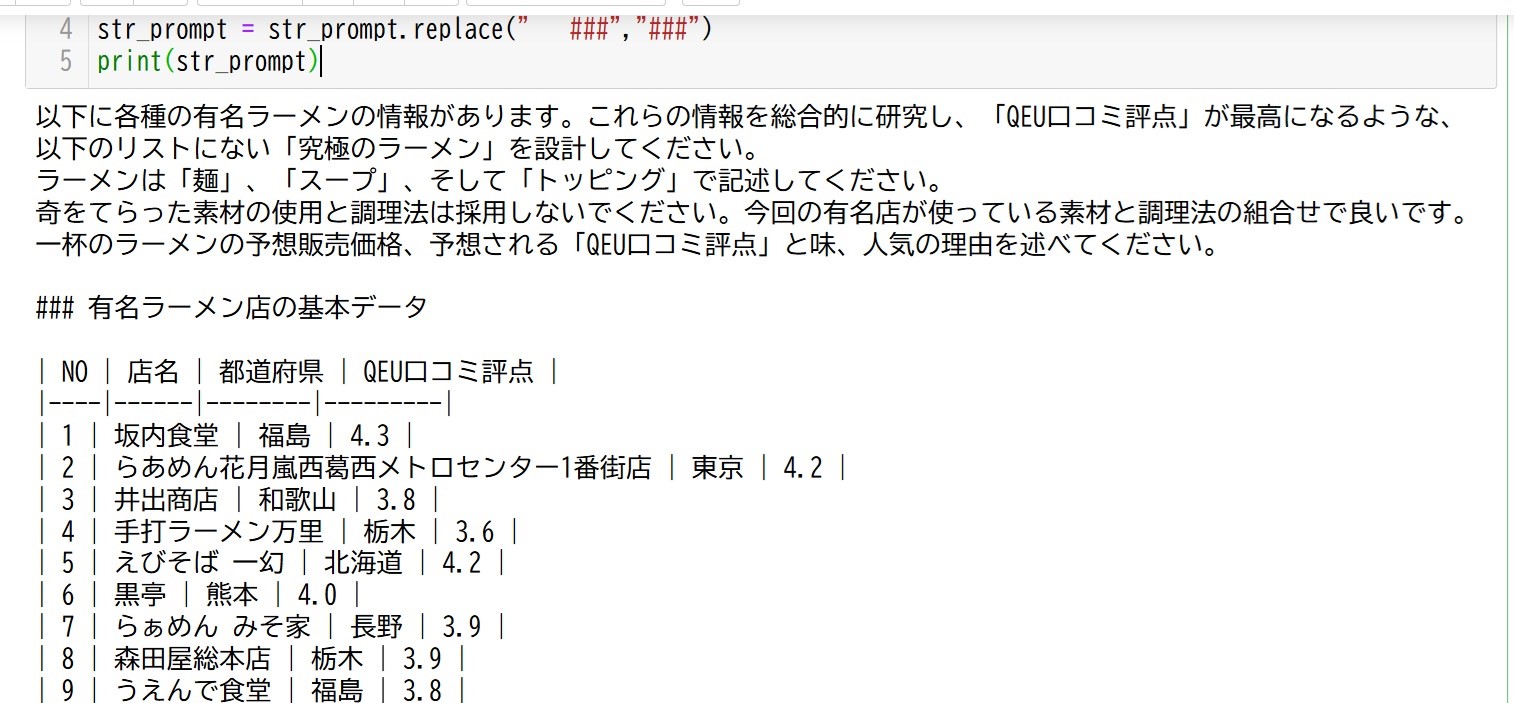 4 str_prompt = str_prompt.replace("   ###","###")
5 print(str_prompt)
以下に各種の有名ラーメンの情報があります。これらの情報を総合的に研究し、「QEU口コミ評点」が最高になるような、
以下のリストにない「究極のラーメン」を設計してください。
ラーメンは「麺」、「スープ」、そして「トッピング」で記述してください。
奇をてらった素材の使用と調理法は採用しないでください。今回の有名店が使っている素材と調理法の組合せで良いです。
一杯のラーメンの予想販売価格、予想される「QEU口コミ評点」と味、人気の理由を述べてください。
### 有名ラーメン店の基本データ
| NO | 店名 | 都道府県 | QEU口コミ評点 |
|----|------|--------|---------|
| 1 | 坂内食堂 | 福島 | 4.3 |
| 2 | らあめん花月嵐西葛西メトロセンター1番街店 | 東京 | 4.2 |
| 3 | 井出商店 | 和歌山 | 3.8 |
| 4 | 手打ラーメン万里 | 栃木 | 3.6 |
| 5 | えびそば 一幻 | 北海道 | 4.2 |
| 6 | 黒亭 | 熊本 | 4.0 |
| 7 | らぁめん みそ家 | 長野 | 3.9 |
| 8 | 森田屋総本店 | 栃木 | 3.9 |
| 9 | うえんで食堂 | 福島 | 3.8 |